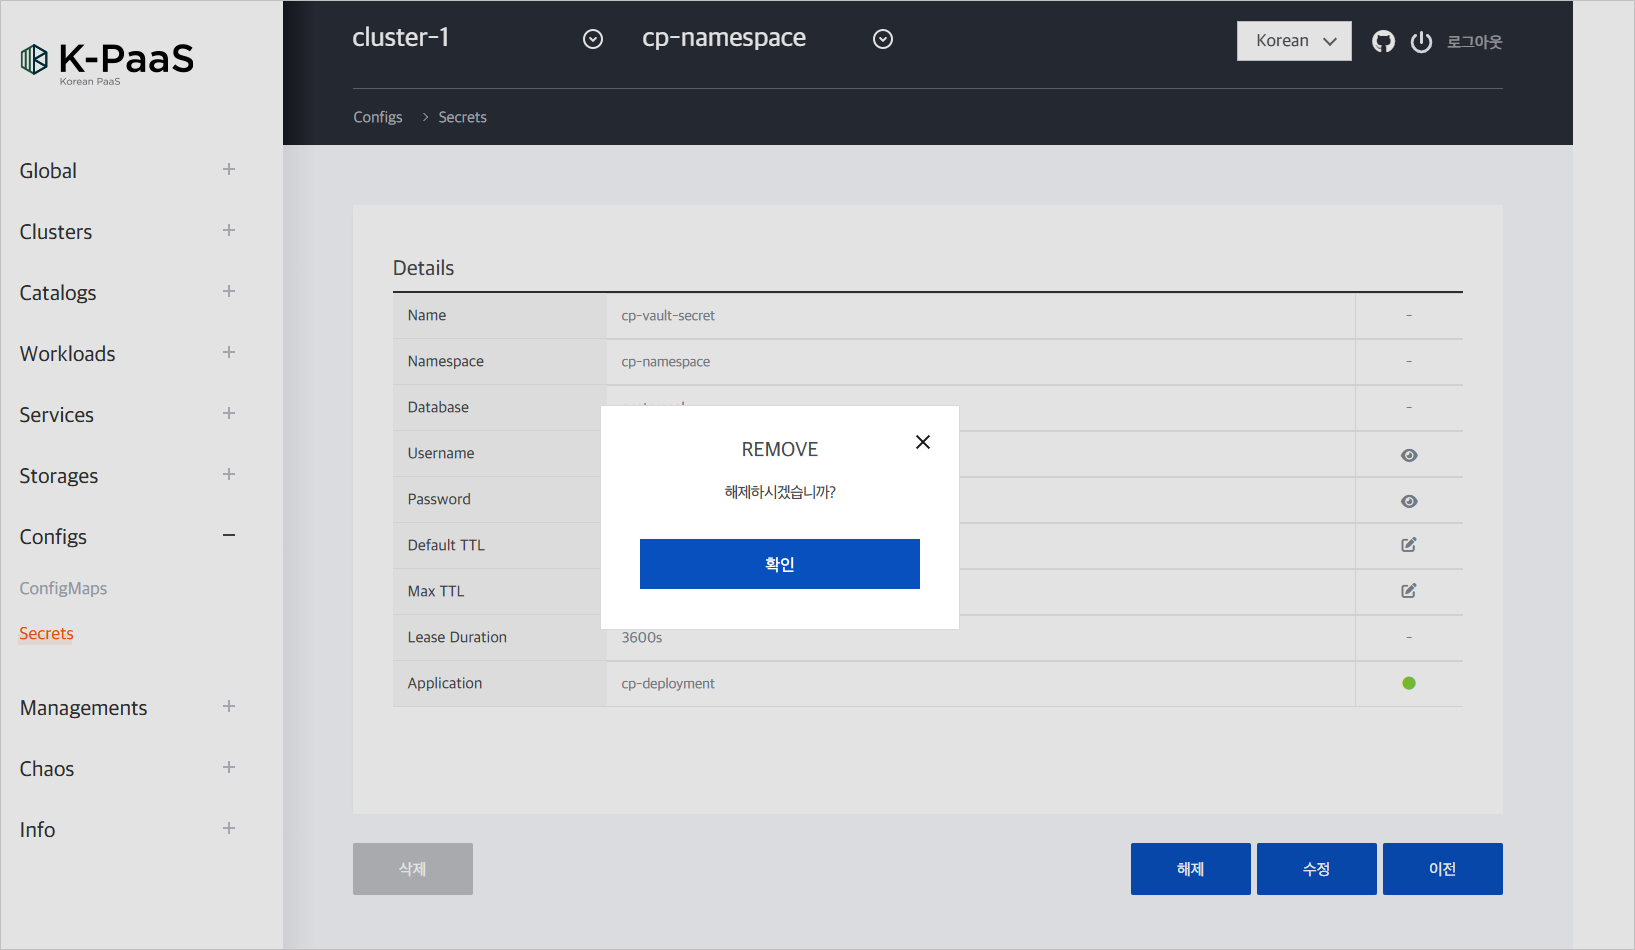 K-PaaS
Korean PaaS
cluster-1
cp-namespace
Korean
로그아웃
Configs > Secrets
Global +
Clusters +
Catalogs +
Workloads +
Services +
Storages +
Configs −
ConfigMaps
Secrets
Managements +
Chaos +
Info +
Details
Name cp-vault-secret -
Namespace cp-namespace -
Database -
Username
Password
Default TTL
Max TTL
Lease Duration 3600s -
Application cp-deployment
REMOVE
해제하시겠습니까?
확인
삭제
해제
수정
이전